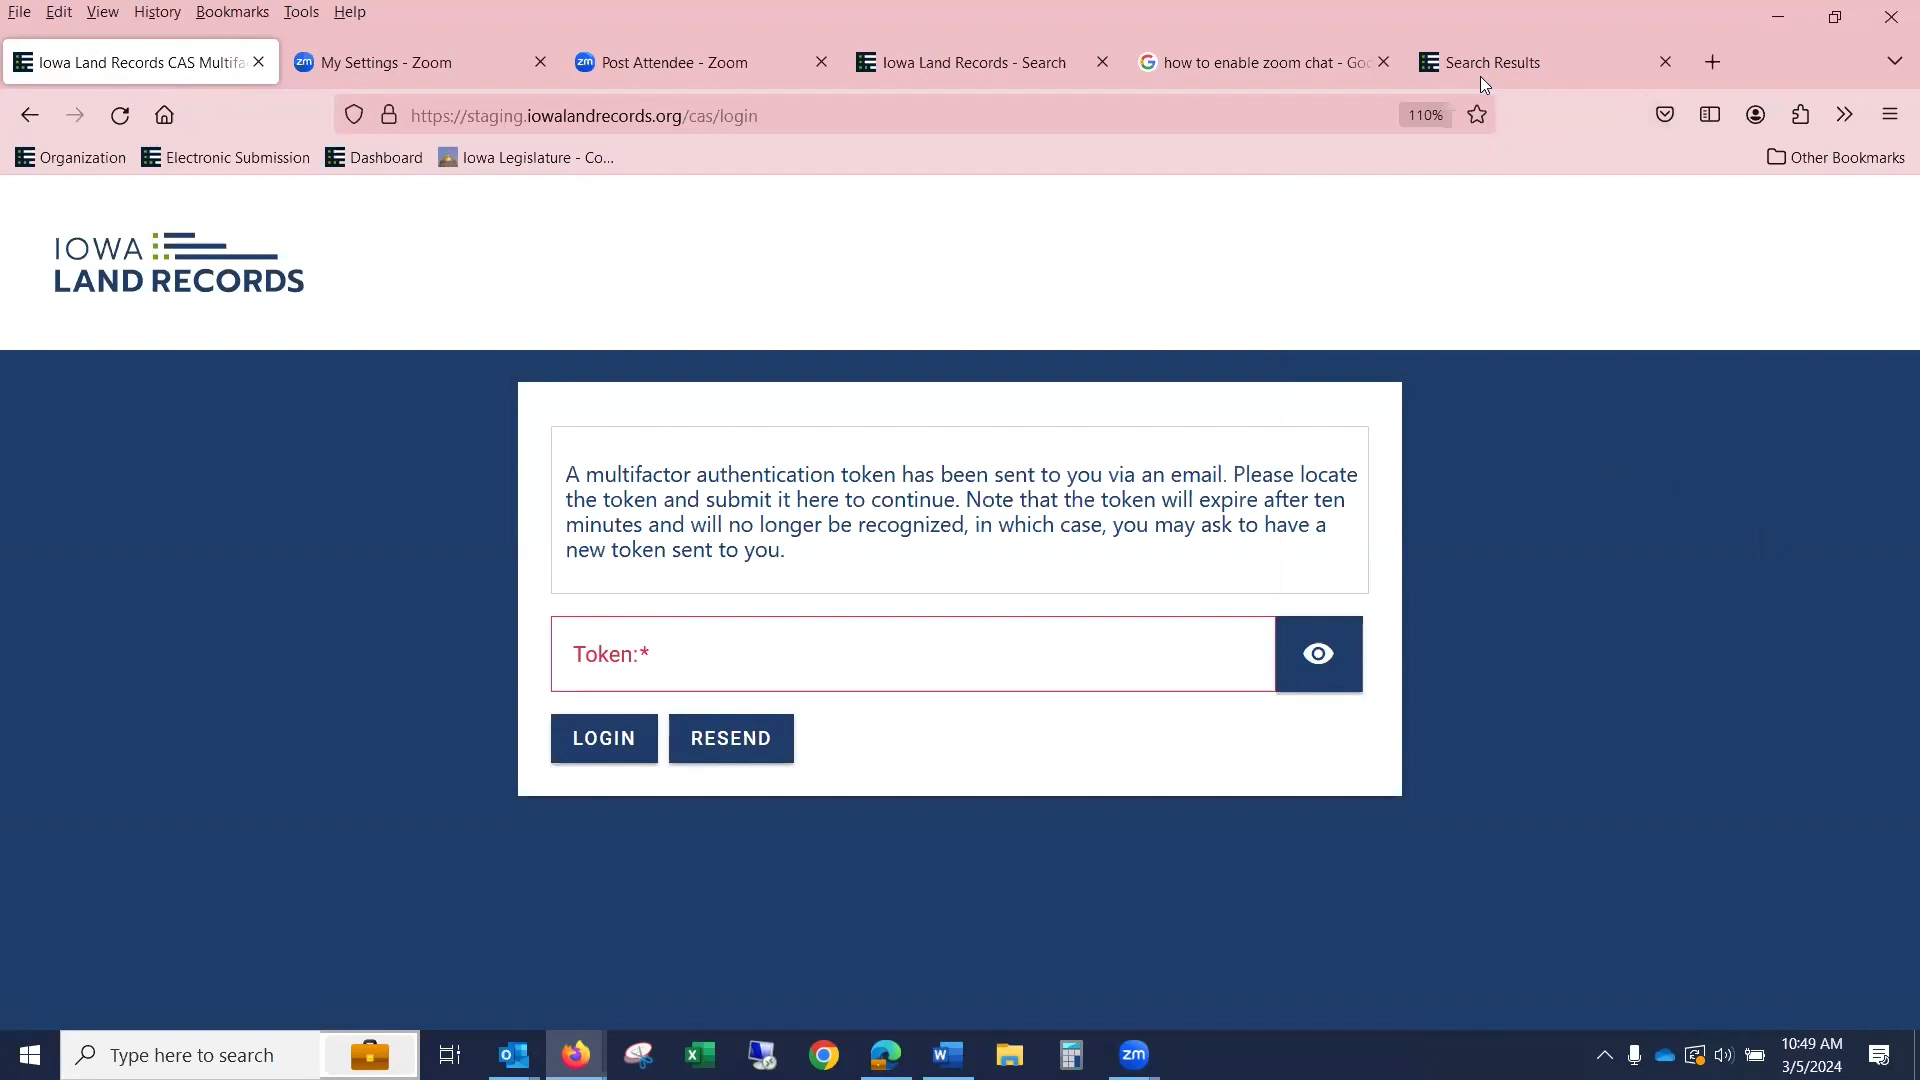 File Edit View History Bookmarks Tools Help
Iowa Land Records CAS Multifa
My Settings - Zoom
Post Attendee - Zoom
Iowa Land Records - Search
how to enable zoom chat - Goo
Search Results
https://staging.iowalandrecords.org/cas/login
110%
Organization
Electronic Submission
Dashboard
Iowa Legislature - Co...
Other Bookmarks
IOWA
LAND RECORDS
A multifactor authentication token has been sent to you via an email. Please locate
the token and submit it here to continue. Note that the token will expire after ten
minutes and will no longer be recognized, in which case, you may ask to have a
new token sent to you.
Token:*
LOGIN RESEND
Type here to search
zm
10:49 AM
3/5/2024